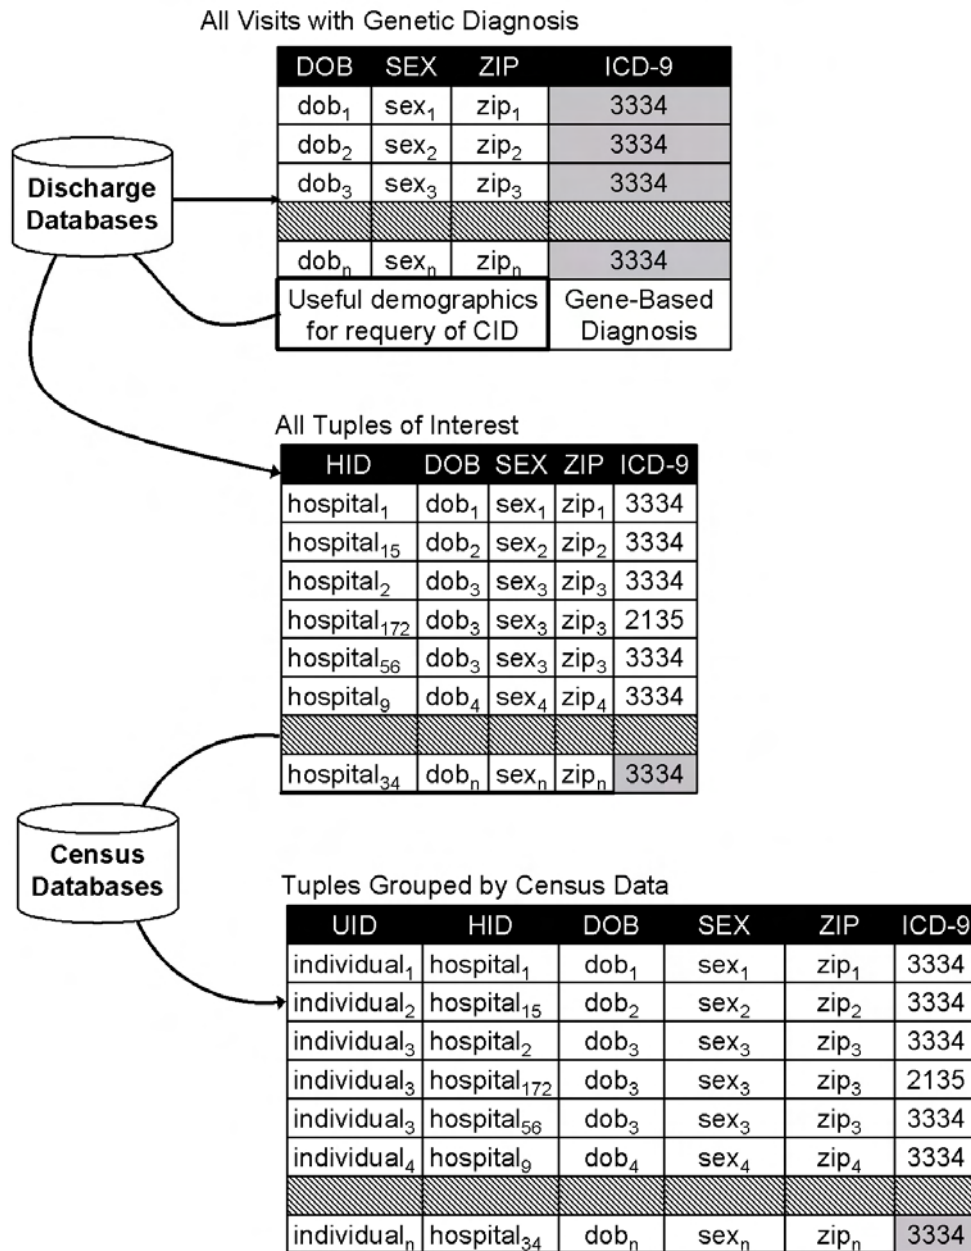 All Visits with Genetic Diagnosis
DOB SEX ZIP ICD-9
dob₁ sex₁ zip₁ 3334
dob₂ sex₂ zip₂ 3334
dob₃ sex₃ zip₃ 3334
dobₙ sexₙ zipₙ 3334
Useful demographics Gene-Based
for requery of CID Diagnosis
Discharge
Databases
All Tuples of Interest
HID DOB SEX ZIP ICD-9
hospital₁ dob₁ sex₁ zip₁ 3334
hospital₁₅ dob₂ sex₂ zip₂ 3334
hospital₂ dob₃ sex₃ zip₃ 3334
hospital₁₇₂ dob₃ sex₃ zip₃ 2135
hospital₅₆ dob₃ sex₃ zip₃ 3334
hospital₉ dob₄ sex₄ zip₄ 3334
hospital₃₄ dobₙ sexₙ zipₙ 3334
Census
Databases
Tuples Grouped by Census Data
UID HID DOB SEX ZIP ICD-9
individual₁ hospital₁ dob₁ sex₁ zip₁ 3334
individual₂ hospital₁₅ dob₂ sex₂ zip₂ 3334
individual₃ hospital₂ dob₃ sex₃ zip₃ 3334
individual₃ hospital₁₇₂ dob₃ sex₃ zip₃ 2135
individual₃ hospital₅₆ dob₃ sex₃ zip₃ 3334
individual₄ hospital₉ dob₄ sex₄ zip₄ 3334
individualₙ hospital₃₄ dobₙ sexₙ zipₙ 3334